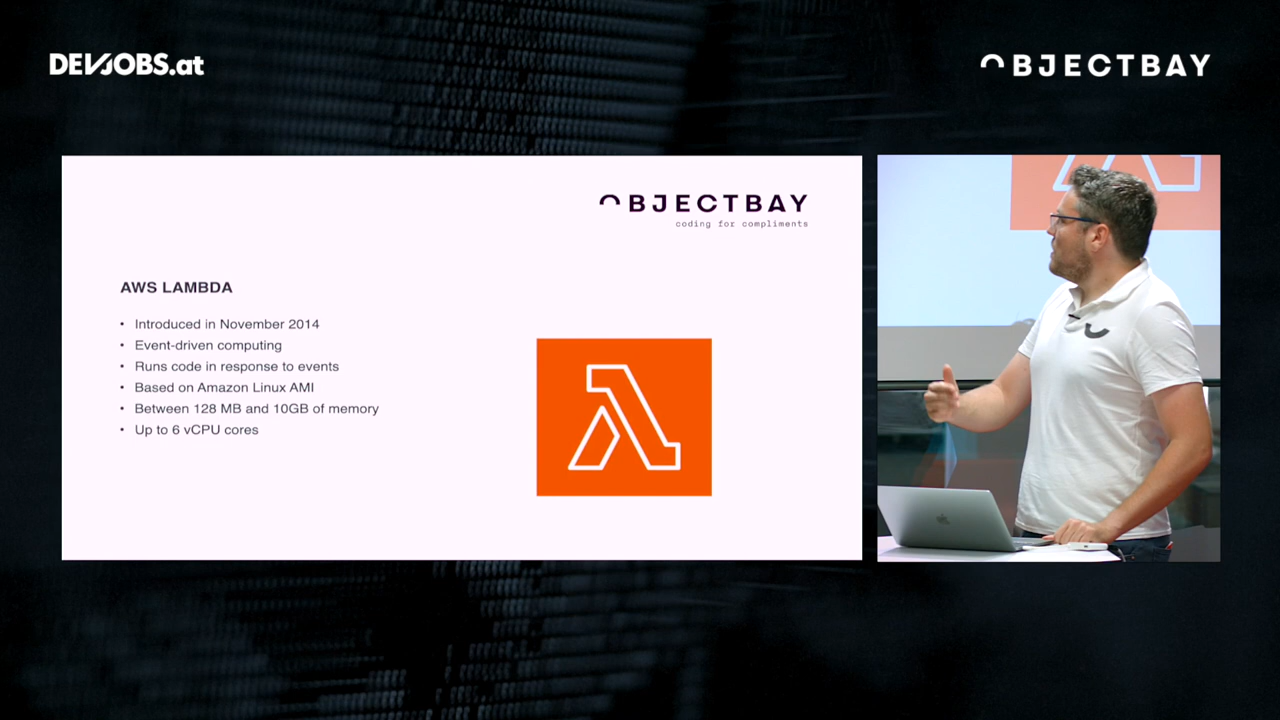 DEVJOBS.at
OBJECTBAY
OBJECTBAY
coding for compliments
AWS LAMBDA
• Introduced in November 2014
• Event-driven computing
• Runs code in response to events
• Based on Amazon Linux AMI
• Between 128 MB and 10GB of memory
• Up to 6 vCPU cores